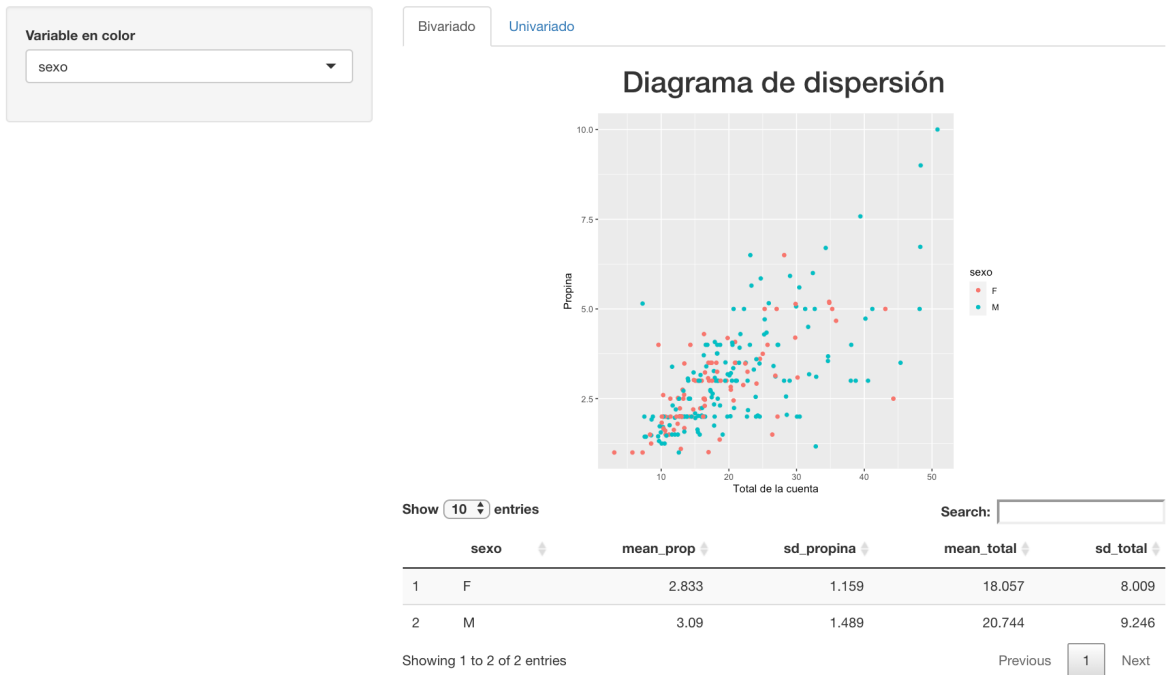 Variable en color
sexo
Bivariado Univariado
Diagrama de dispersión
10.0
7.5
5.0
2.5
Propina
10 20 30 40 50
Total de la cuenta
sexo
F
M
Show 10 entries
Search:
sexo mean_prop sd_propina mean_total sd_total
1 F 2.833 1.159 18.057 8.009
2 M 3.09 1.489 20.744 9.246
Showing 1 to 2 of 2 entries
Previous 1 Next